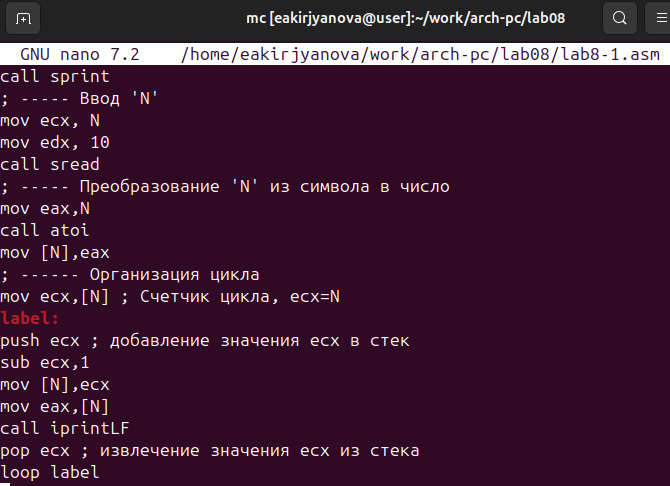 mc [eakirjyanova@user]:~/work/arch-pc/lab08
GNU nano 7.2 /home/eakirjyanova/work/arch-pc/lab08/lab8-1.asm
call sprint
; ----- Ввод 'N'
mov ecx, N
mov edx, 10
call sread
; ----- Преобразование 'N' из символа в число
mov eax,N
call atoi
mov [N],eax
; ------ Организация цикла
mov ecx,[N] ; Счетчик цикла, ecx=N
label:
push ecx ; добавление значения ecx в стек
sub ecx,1
mov [N],ecx
mov eax,[N]
call iprintLF
pop ecx ; извлечение значения ecx из стека
loop label